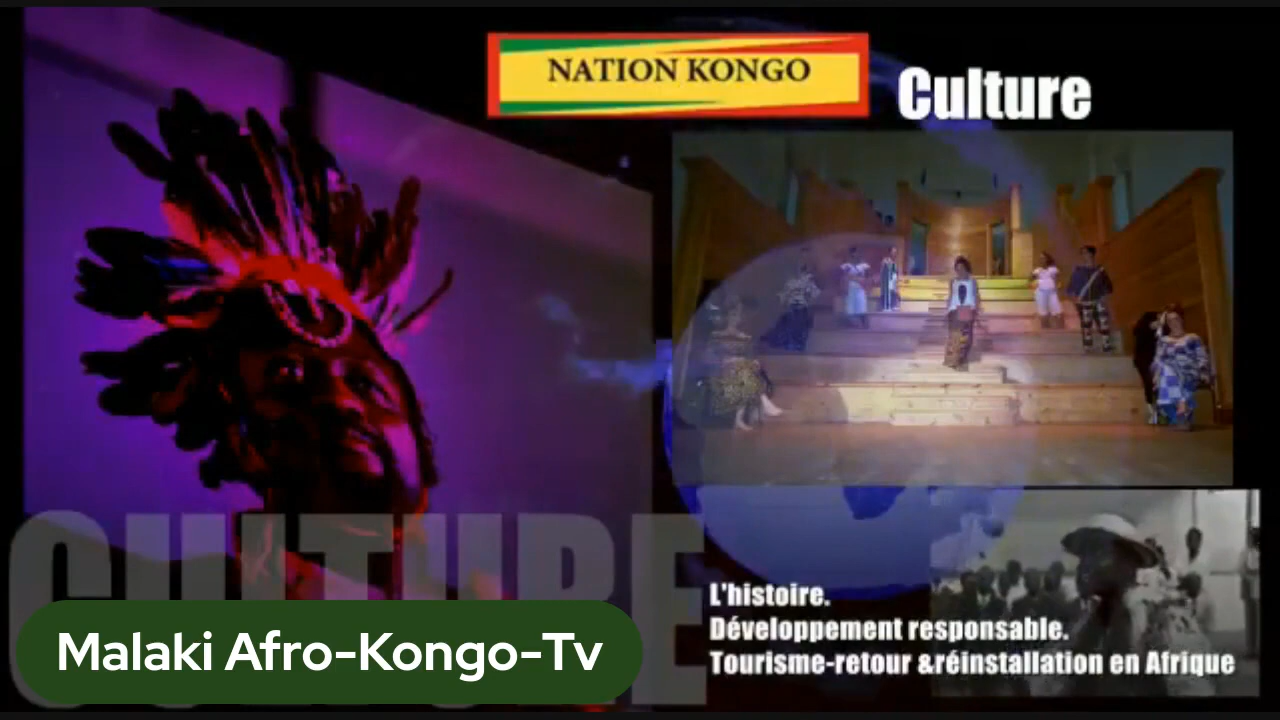 NATION KONGO
Culture
CULTURE
L'histoire.
Développement responsable.
Tourisme-retour &réinstallation en Afrique
Malaki Afro-Kongo-Tv